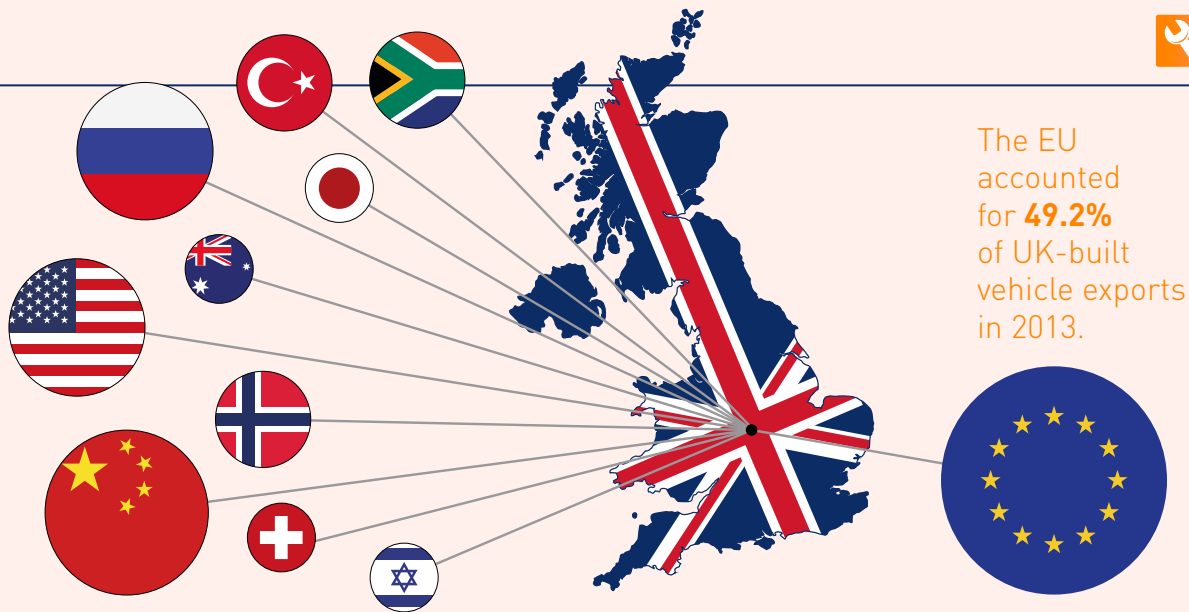 The EU
accounted
for 49.2%
of UK-built
vehicle exports
in 2013.